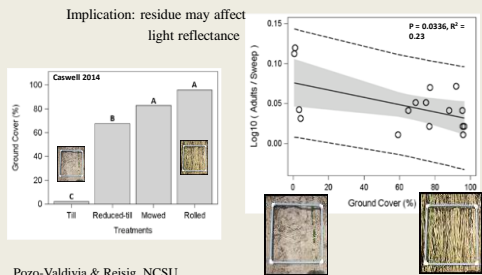 Implication: residue may affect
light reflectance
Caswell 2014
Ground Cover (%)
100
80
60
40
20
0
C
B
A
A
Till
Reduced-till
Mowed
Rolled
Treatments
P = 0.0336, R² =
0.23
Log10 ( Adults / Sweep )
0.15
0.10
0.05
0.00
0
20
40
60
80
100
Ground Cover (%)
Pozo-Valdivia & Reisig, NCSU